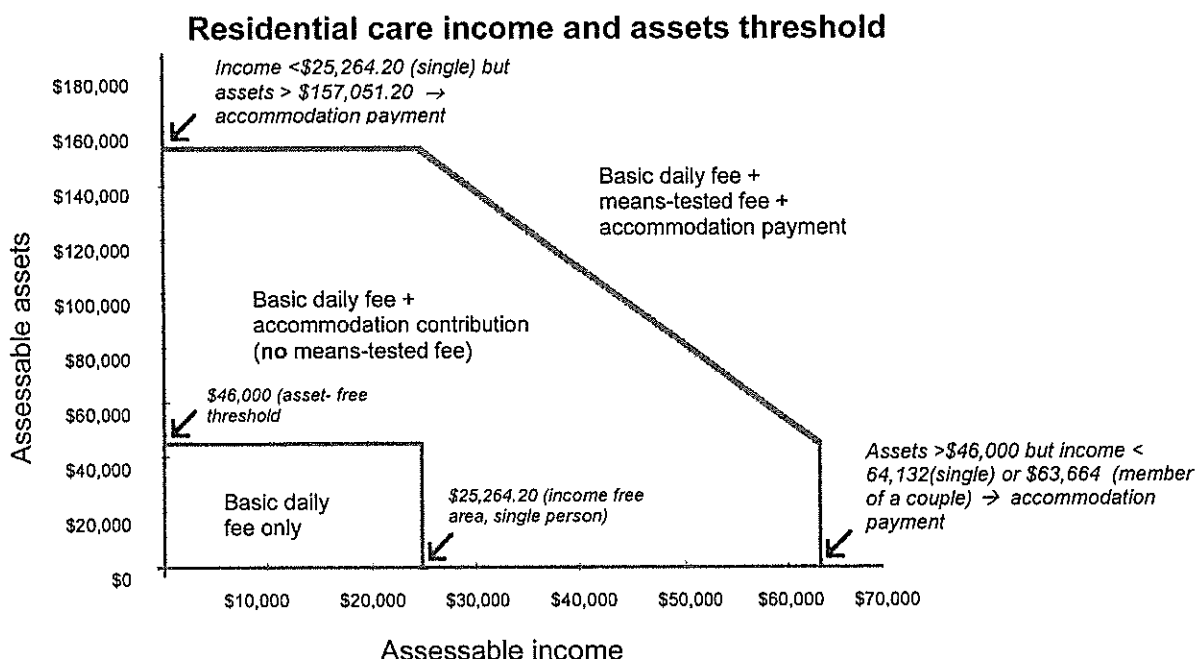 Residential care income and assets threshold
Income <$25,264.20 (single) but
assets > $157,051.20 →
accommodation payment
$180,000
$160,000
$140,000
$120,000
$100,000
$80,000
$60,000
$40,000
$20,000
$0
Assessable assets
Basic daily fee +
means-tested fee +
accommodation payment
Basic daily fee +
accommodation contribution
(no means-tested fee)
$46,000 (asset- free
threshold
Basic daily
fee only
$25,264.20 (income free
area, single person)
Assets >$46,000 but income <
64,132(single) or $63,664 (member
of a couple) → accommodation
payment
$10,000
$20,000
$30,000
$40,000
$50,000
$60,000
$70,000
Assessable income